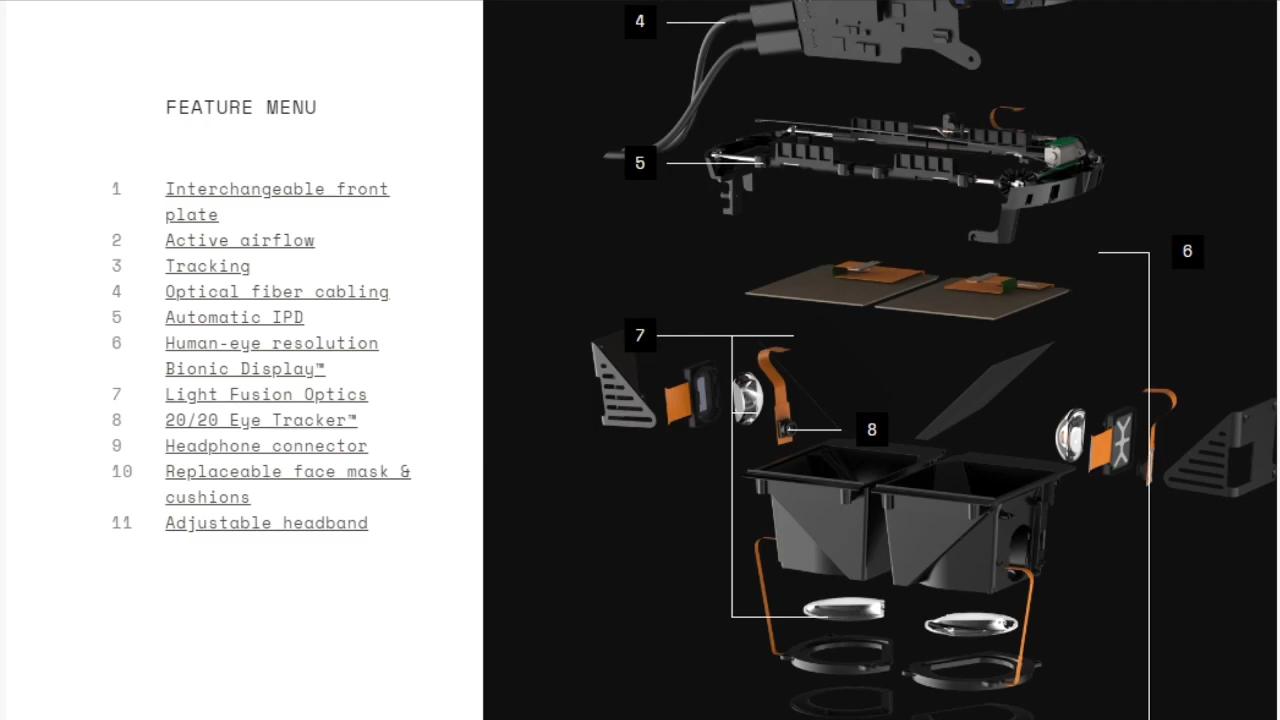 FEATURE MENU
1 Interchangeable front
plate
2 Active airflow
3 Tracking
4 Optical fiber cabling
5 Automatic IPD
6 Human-eye resolution
Bionic Display™
7 Light Fusion Optics
8 20/20 Eye Tracker™
9 Headphone connector
10 Replaceable face mask &
cushions
11 Adjustable headband
4
5
6
7
8